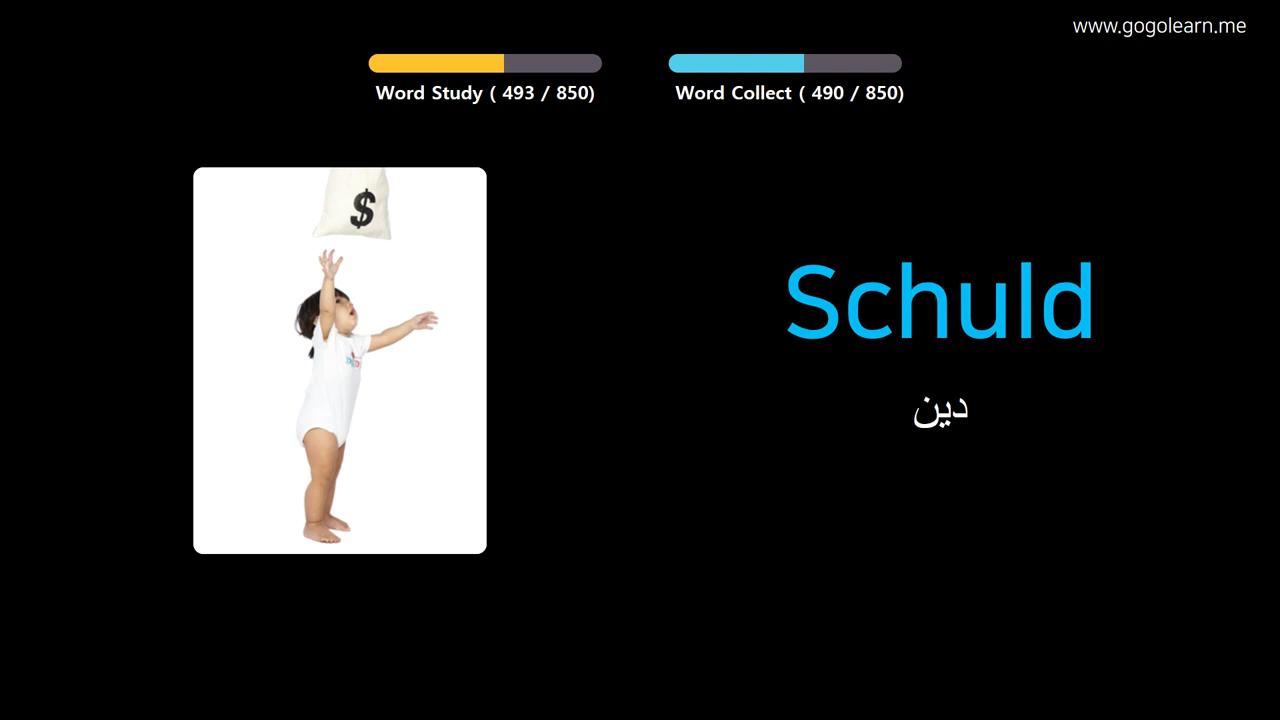 www.gogolearn.me
Word Study ( 493 / 850)
Word Collect ( 490 / 850)
$
Schuld
دين